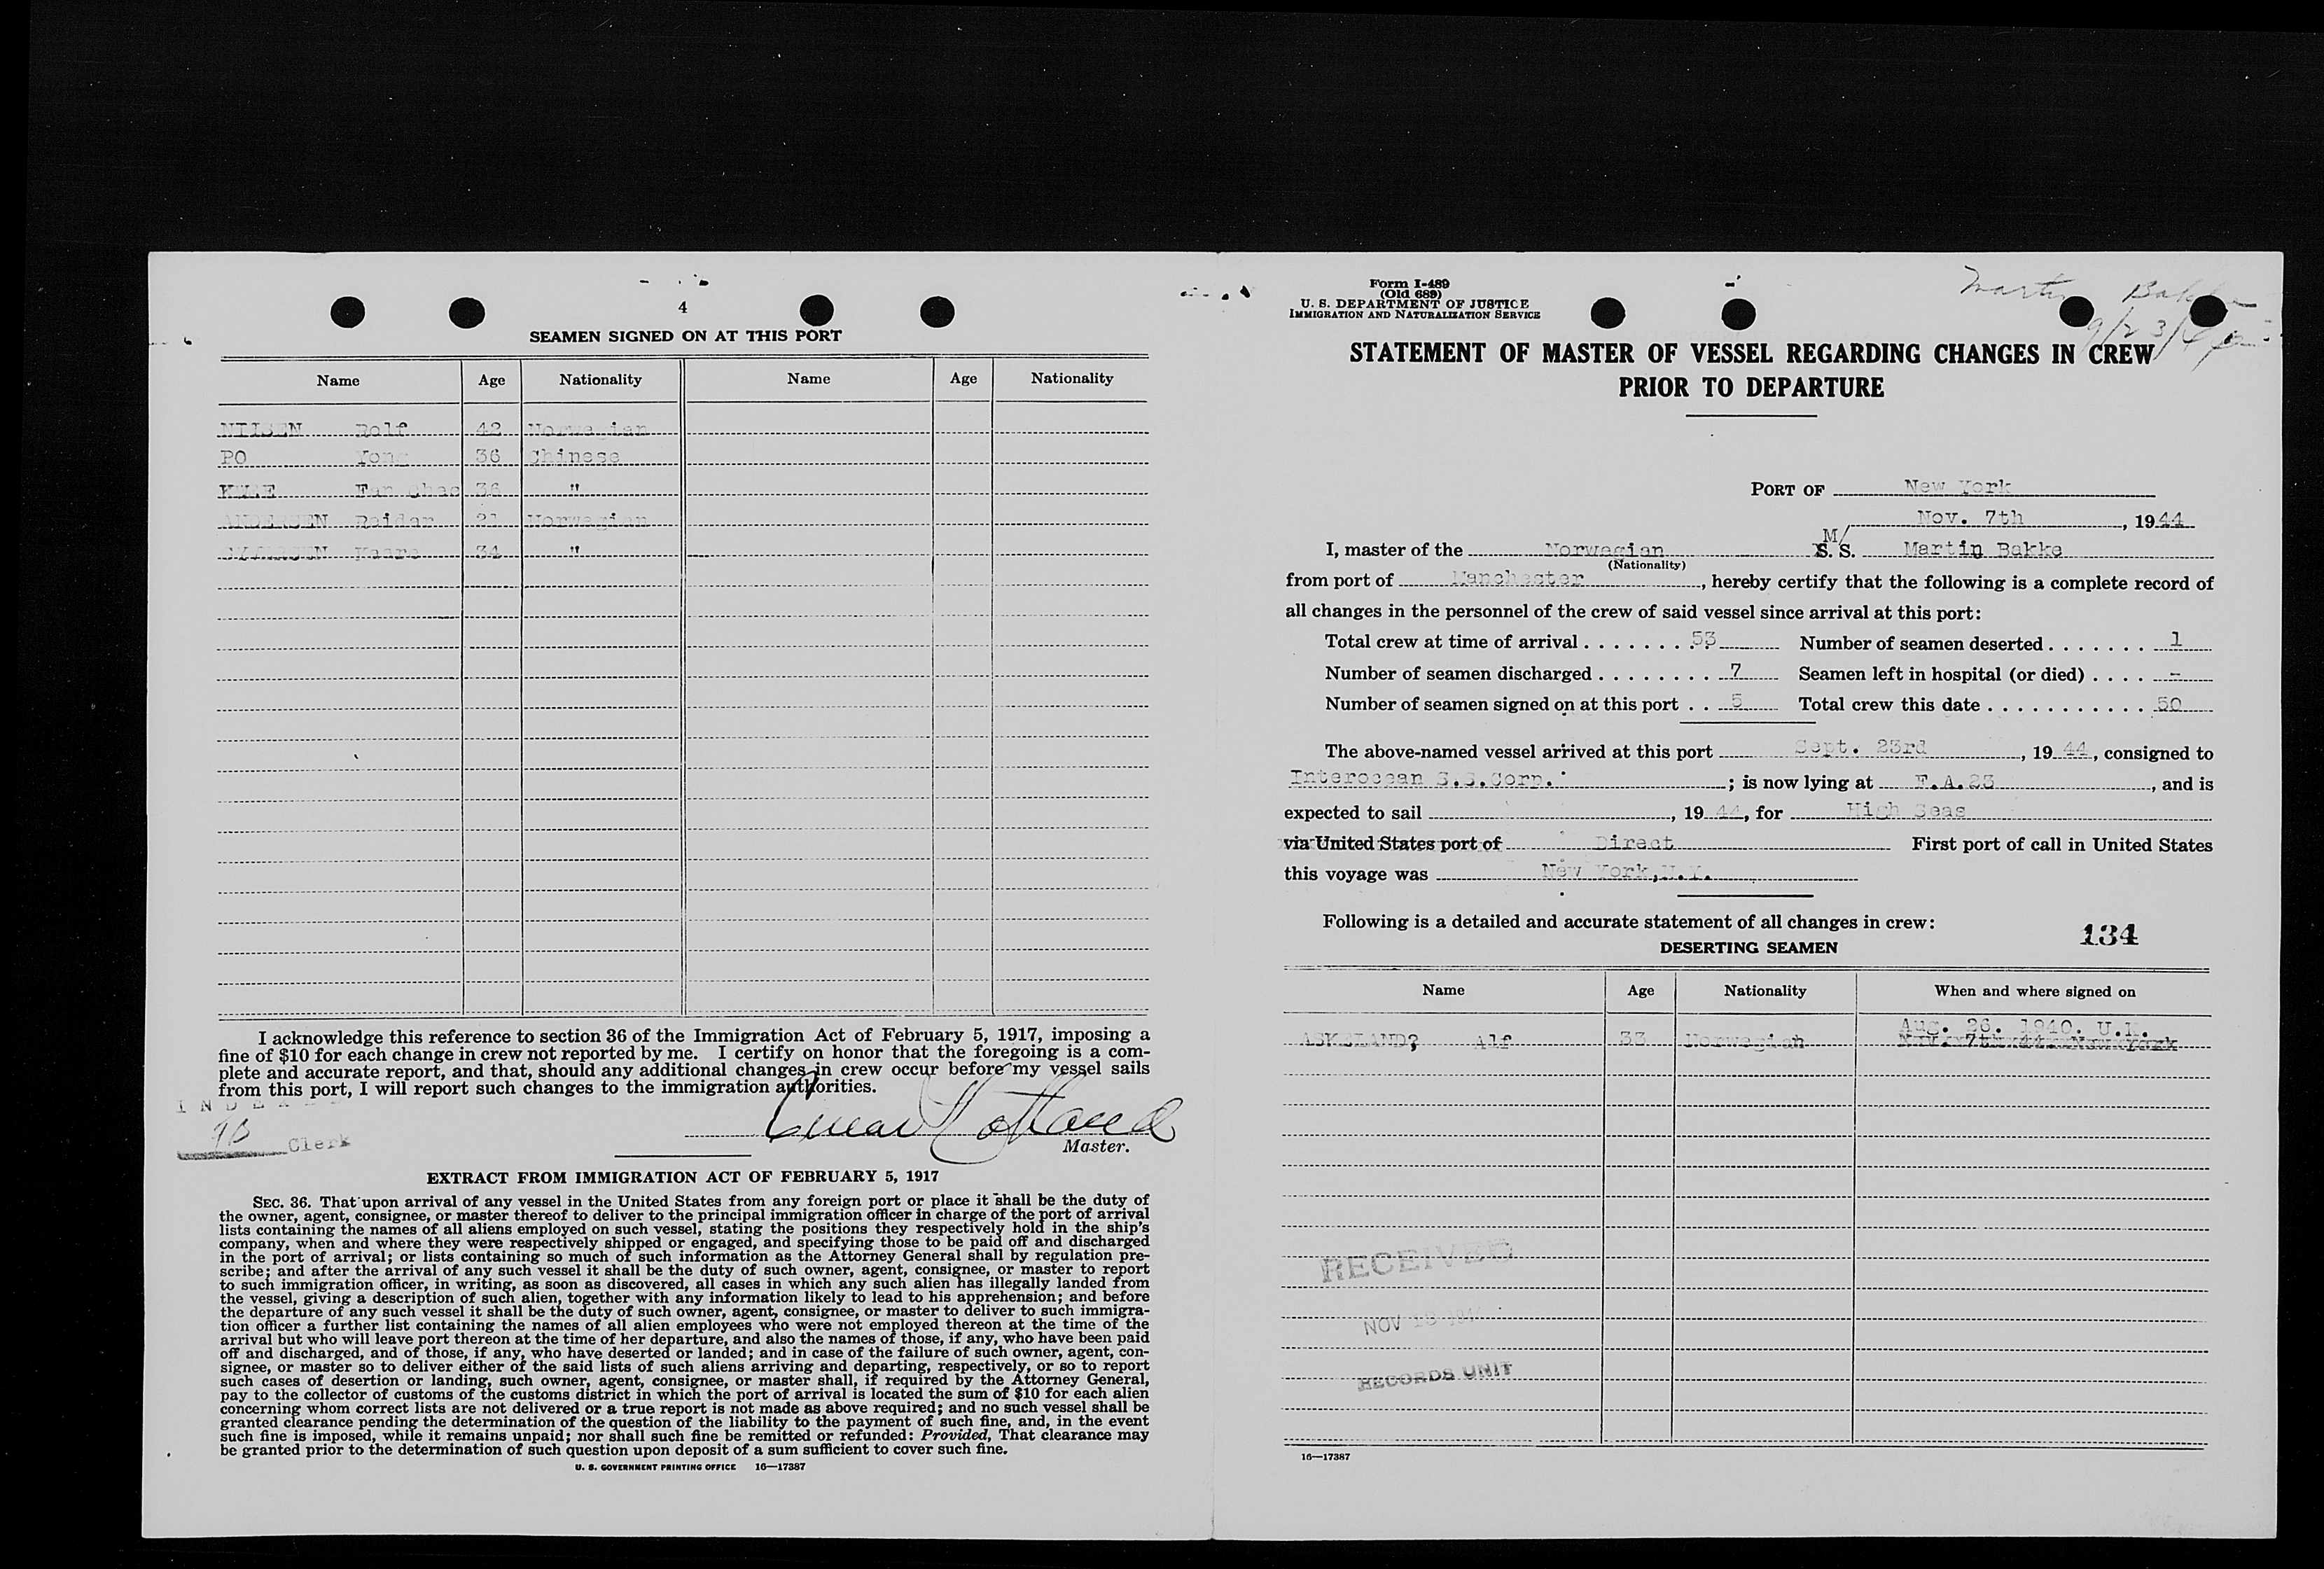 4
SEAMEN SIGNED ON AT THIS PORT
Name Age Nationality Name Age Nationality
NILSEN Rolf 42 Norwegian
PO Yong 36 Chinese
Fan Chao 36 "
ANDERSEN Reidar 21 Norwegian
Kaare 34 "
I acknowledge this reference to section 36 of the Immigration Act of February 5, 1917, imposing a
fine of $10 for each change in crew not reported by me. I certify on honor that the foregoing is a com-
plete and accurate report, and that, should any additional changes in crew occur before my vessel sails
from this port, I will report such changes to the immigration authorities.
Clerk
Master.
EXTRACT FROM IMMIGRATION ACT OF FEBRUARY 5, 1917
SEC. 36. That upon arrival of any vessel in the United States from any foreign port or place it shall be the duty of
the owner, agent, consignee, or master thereof to deliver to the principal immigration officer in charge of the port of arrival
lists containing the names of all aliens employed on such vessel, stating the positions they respectively hold in the ship's
company, when and where they were respectively shipped or engaged, and specifying those to be paid off and discharged
in the port of arrival; or lists containing so much of such information as the Attorney General shall by regulation pre-
scribe; and after the arrival of any such vessel it shall be the duty of such owner, agent, consignee, or master to report
to such immigration officer, in writing, as soon as discovered, all cases in which any such alien has illegally landed from
the vessel, giving a description of such alien, together with any information likely to lead to his apprehension; and before
the departure of any such vessel it shall be the duty of such owner, agent, consignee, or master to deliver to such immigra-
tion officer a further list containing the names of all alien employees who were not employed thereon at the time of the
arrival but who will leave port thereon at the time of her departure, and also the names of those, if any, who have been paid
off and discharged, and of those, if any, who have deserted or landed; and in case of the failure of such owner, agent, con-
signee, or master so to deliver either of the said lists of such aliens arriving and departing, respectively, or so to report
such cases of desertion or landing, such owner, agent, consignee, or master shall, if required by the Attorney General,
pay to the collector of customs of the customs district in which the port of arrival is located the sum of $10 for each alien
concerning whom correct lists are not delivered or a true report is not made as above required; and no such vessel shall be
granted clearance pending the determination of the question of the liability to the payment of such fine, and, in the event
such fine is imposed, while it remains unpaid; nor shall such fine be remitted or refunded: Provided, That clearance may
be granted prior to the determination of such question upon deposit of a sum sufficient to cover such fine.
U. S. GOVERNMENT PRINTING OFFICE 16—17387
Form I-489
(Old 689)
U. S. DEPARTMENT OF JUSTICE
IMMIGRATION AND NATURALIZATION SERVICE
Martin Bakke
9/23/44
STATEMENT OF MASTER OF VESSEL REGARDING CHANGES IN CREW
PRIOR TO DEPARTURE
PORT OF New York
Nov. 7th, 1944
I, master of the Norwegian M/ S. S. Martin Bakke
(Nationality)
from port of Manchester, hereby certify that the following is a complete record of
all changes in the personnel of the crew of said vessel since arrival at this port:
Total crew at time of arrival . . . . . . . . 53 Number of seamen deserted . . . . . . . 1
Number of seamen discharged . . . . . . . . 7 Seamen left in hospital (or died) . . . . -
Number of seamen signed on at this port . . 5 Total crew this date . . . . . . . . . . . 50
The above-named vessel arrived at this port Sept. 23rd, 1944, consigned to
Interocean S.S.Corp. ; is now lying at F.A.23, and is
expected to sail , 1944, for High Seas
via United States port of Direct First port of call in United States
this voyage was New York,N.Y.
Following is a detailed and accurate statement of all changes in crew:
134
DESERTING SEAMEN
Name Age Nationality When and where signed on
Aug. 26. 1940. U.K.
ASKELAND? Alf 33 Norwegian Nov. 7th 44. New York
RECEIVED
NOV
RECORDS UNIT
16—17387